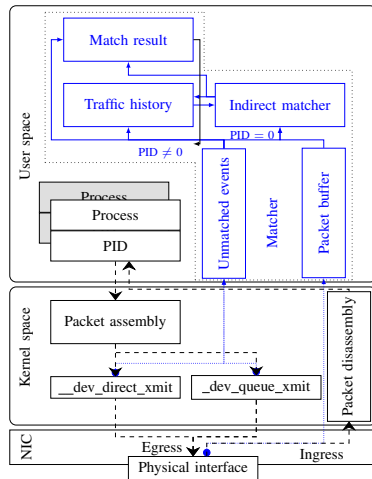 Match result
Traffic history
Indirect matcher
PID = 0
PID ≠ 0
User space
Unmatched events
Matcher
Packet buffer
Process
Process
PID
Kernel space
Packet assembly
Packet disassembly
__dev_direct_xmit
_dev_queue_xmit
NIC
Egress
Ingress
Physical interface